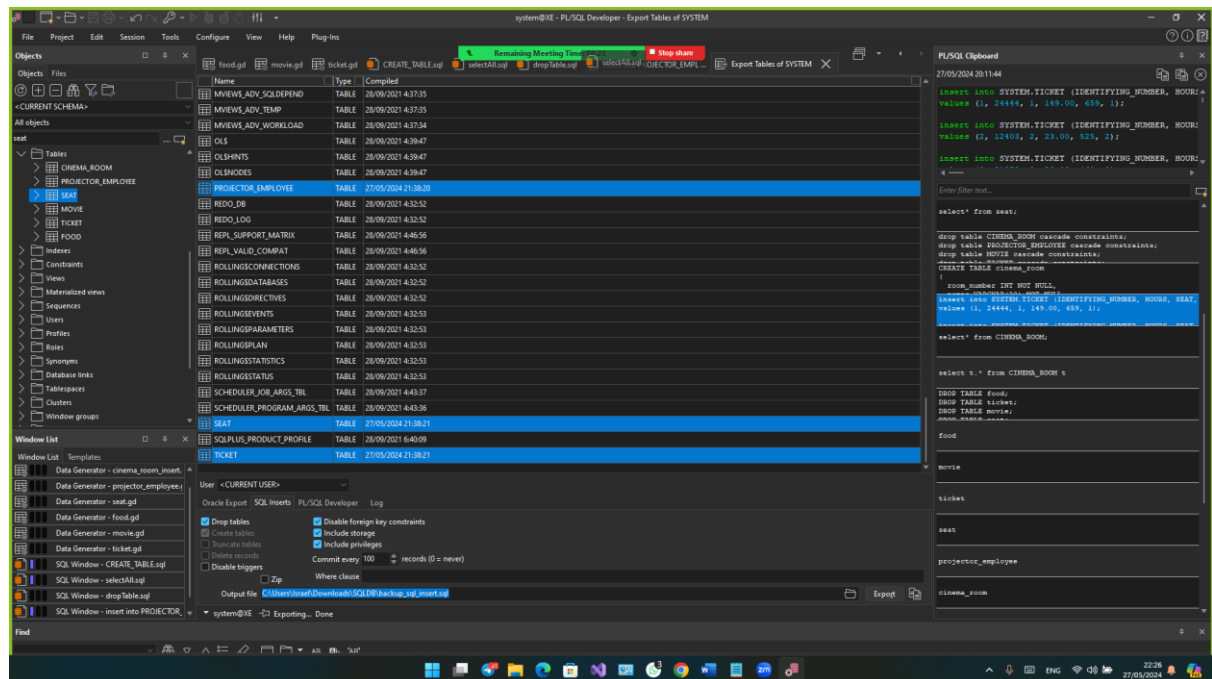 system@XE - PL/SQL Developer - Export Tables of SYSTEM
File Project Edit Session Tools Configure View Help Plug-Ins
Remaining Meeting Time
Stop share
Objects
Objects Files
<CURRENT SCHEMA>
All objects
seat
Tables
CINEMA_ROOM
PROJECTOR_EMPLOYEE
SEAT
MOVIE
TICKET
FOOD
Indexes
Constraints
Views
Materialized views
Sequences
Users
Profiles
Roles
Synonyms
Database links
Tablespaces
Clusters
Window groups
Window List
Window List Templates
Data Generator - cinema_room_insert.
Data Generator - projector_employee.g
Data Generator - seat.gd
Data Generator - food.gd
Data Generator - movie.gd
Data Generator - ticket.gd
SQL Window - CREATE_TABLE.sql
SQL Window - selectAll.sql
SQL Window - dropTable.sql
SQL Window - insert into PROJECTOR_
food.gd movie.gd ticket.gd CREATE_TABLE.sql selectAll.sql dropTable.sql selectAll.sql OJECTOR_EMPL ... Export Tables of SYSTEM
Name Type Compiled
MVIEW$_ADV_SQLDEPEND TABLE 28/09/2021 4:37:35
MVIEW$_ADV_TEMP TABLE 28/09/2021 4:37:35
MVIEW$_ADV_WORKLOAD TABLE 28/09/2021 4:37:34
OL$ TABLE 28/09/2021 4:39:47
OL$HINTS TABLE 28/09/2021 4:39:47
OL$NODES TABLE 28/09/2021 4:39:47
PROJECTOR_EMPLOYEE TABLE 27/05/2024 21:38:20
REDO_DB TABLE 28/09/2021 4:32:52
REDO_LOG TABLE 28/09/2021 4:32:52
REPL_SUPPORT_MATRIX TABLE 28/09/2021 4:46:56
REPL_VALID_COMPAT TABLE 28/09/2021 4:46:56
ROLLING$CONNECTIONS TABLE 28/09/2021 4:32:52
ROLLING$DATABASES TABLE 28/09/2021 4:32:52
ROLLING$DIRECTIVES TABLE 28/09/2021 4:32:52
ROLLING$EVENTS TABLE 28/09/2021 4:32:53
ROLLING$PARAMETERS TABLE 28/09/2021 4:32:53
ROLLING$PLAN TABLE 28/09/2021 4:32:53
ROLLING$STATISTICS TABLE 28/09/2021 4:32:53
ROLLING$STATUS TABLE 28/09/2021 4:32:53
SCHEDULER_JOB_ARGS_TBL TABLE 28/09/2021 4:43:37
SCHEDULER_PROGRAM_ARGS_TBL TABLE 28/09/2021 4:43:36
SEAT TABLE 27/05/2024 21:38:21
SQLPLUS_PRODUCT_PROFILE TABLE 28/09/2021 6:40:09
TICKET TABLE 27/05/2024 21:38:21
User <CURRENT USER>
Oracle Export SQL Inserts PL/SQL Developer Log
Drop tables Disable foreign key constraints
Create tables Include storage
Truncate tables Include privileges
Delete records Commit every 100 records (0 = never)
Disable triggers
Zip Where clause
Output file C:\Users\Israel\Downloads\SQLDB\backup_sql_insert.sql Export
system@XE Exporting... Done
PL/SQL Clipboard
27/05/2024 20:11:44
insert into SYSTEM.TICKET (IDENTIFYING_NUMBER, HOURS
values (1, 24444, 1, 149.00, 659, 1);
insert into SYSTEM.TICKET (IDENTIFYING_NUMBER, HOURS
values (2, 12403, 2, 23.00, 525, 2);
insert into SYSTEM.TICKET (IDENTIFYING_NUMBER, HOURS
Enter filter text...
select* from seat;
drop table CINEMA_ROOM cascade constraints;
drop table PROJECTOR_EMPLOYEE cascade constraints;
drop table MOVIE cascade constraints;
CREATE TABLE cinema_room
(
room_number INT NOT NULL,
insert into SYSTEM.TICKET (IDENTIFYING_NUMBER, HOURS, SEAT,
values (1, 24444, 1, 149.00, 659, 1);
select* from CINEMA_ROOM;
select t.* from CINEMA_ROOM t
DROP TABLE food;
DROP TABLE ticket;
DROP TABLE movie;
food
movie
ticket
seat
projector_employee
cinema_room
Find
ENG
22:26
27/05/2024